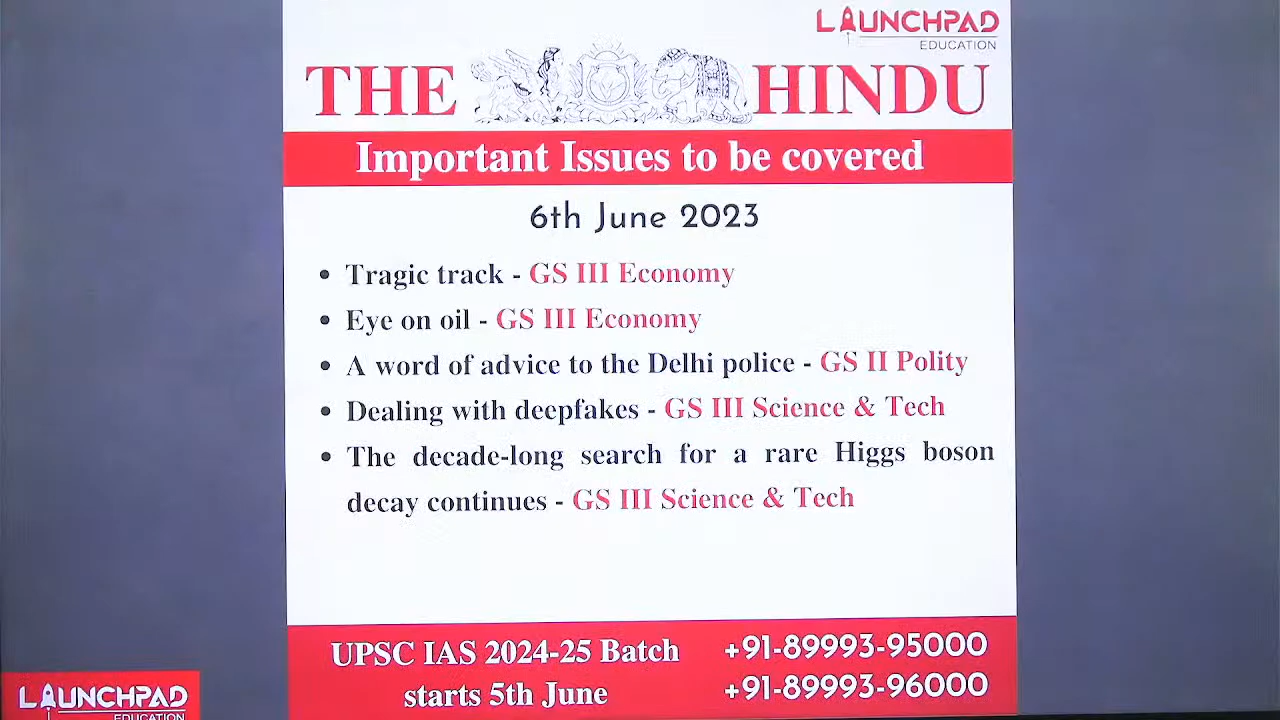 LAUNCHPAD
EDUCATION
THE HINDU
Important Issues to be covered
6th June 2023
• Tragic track - GS III Economy
• Eye on oil - GS III Economy
• A word of advice to the Delhi police - GS II Polity
• Dealing with deepfakes - GS III Science & Tech
• The decade-long search for a rare Higgs boson
decay continues - GS III Science & Tech
UPSC IAS 2024-25 Batch
starts 5th June
+91-89993-95000
+91-89993-96000
LAUNCHPAD
EDUCATION